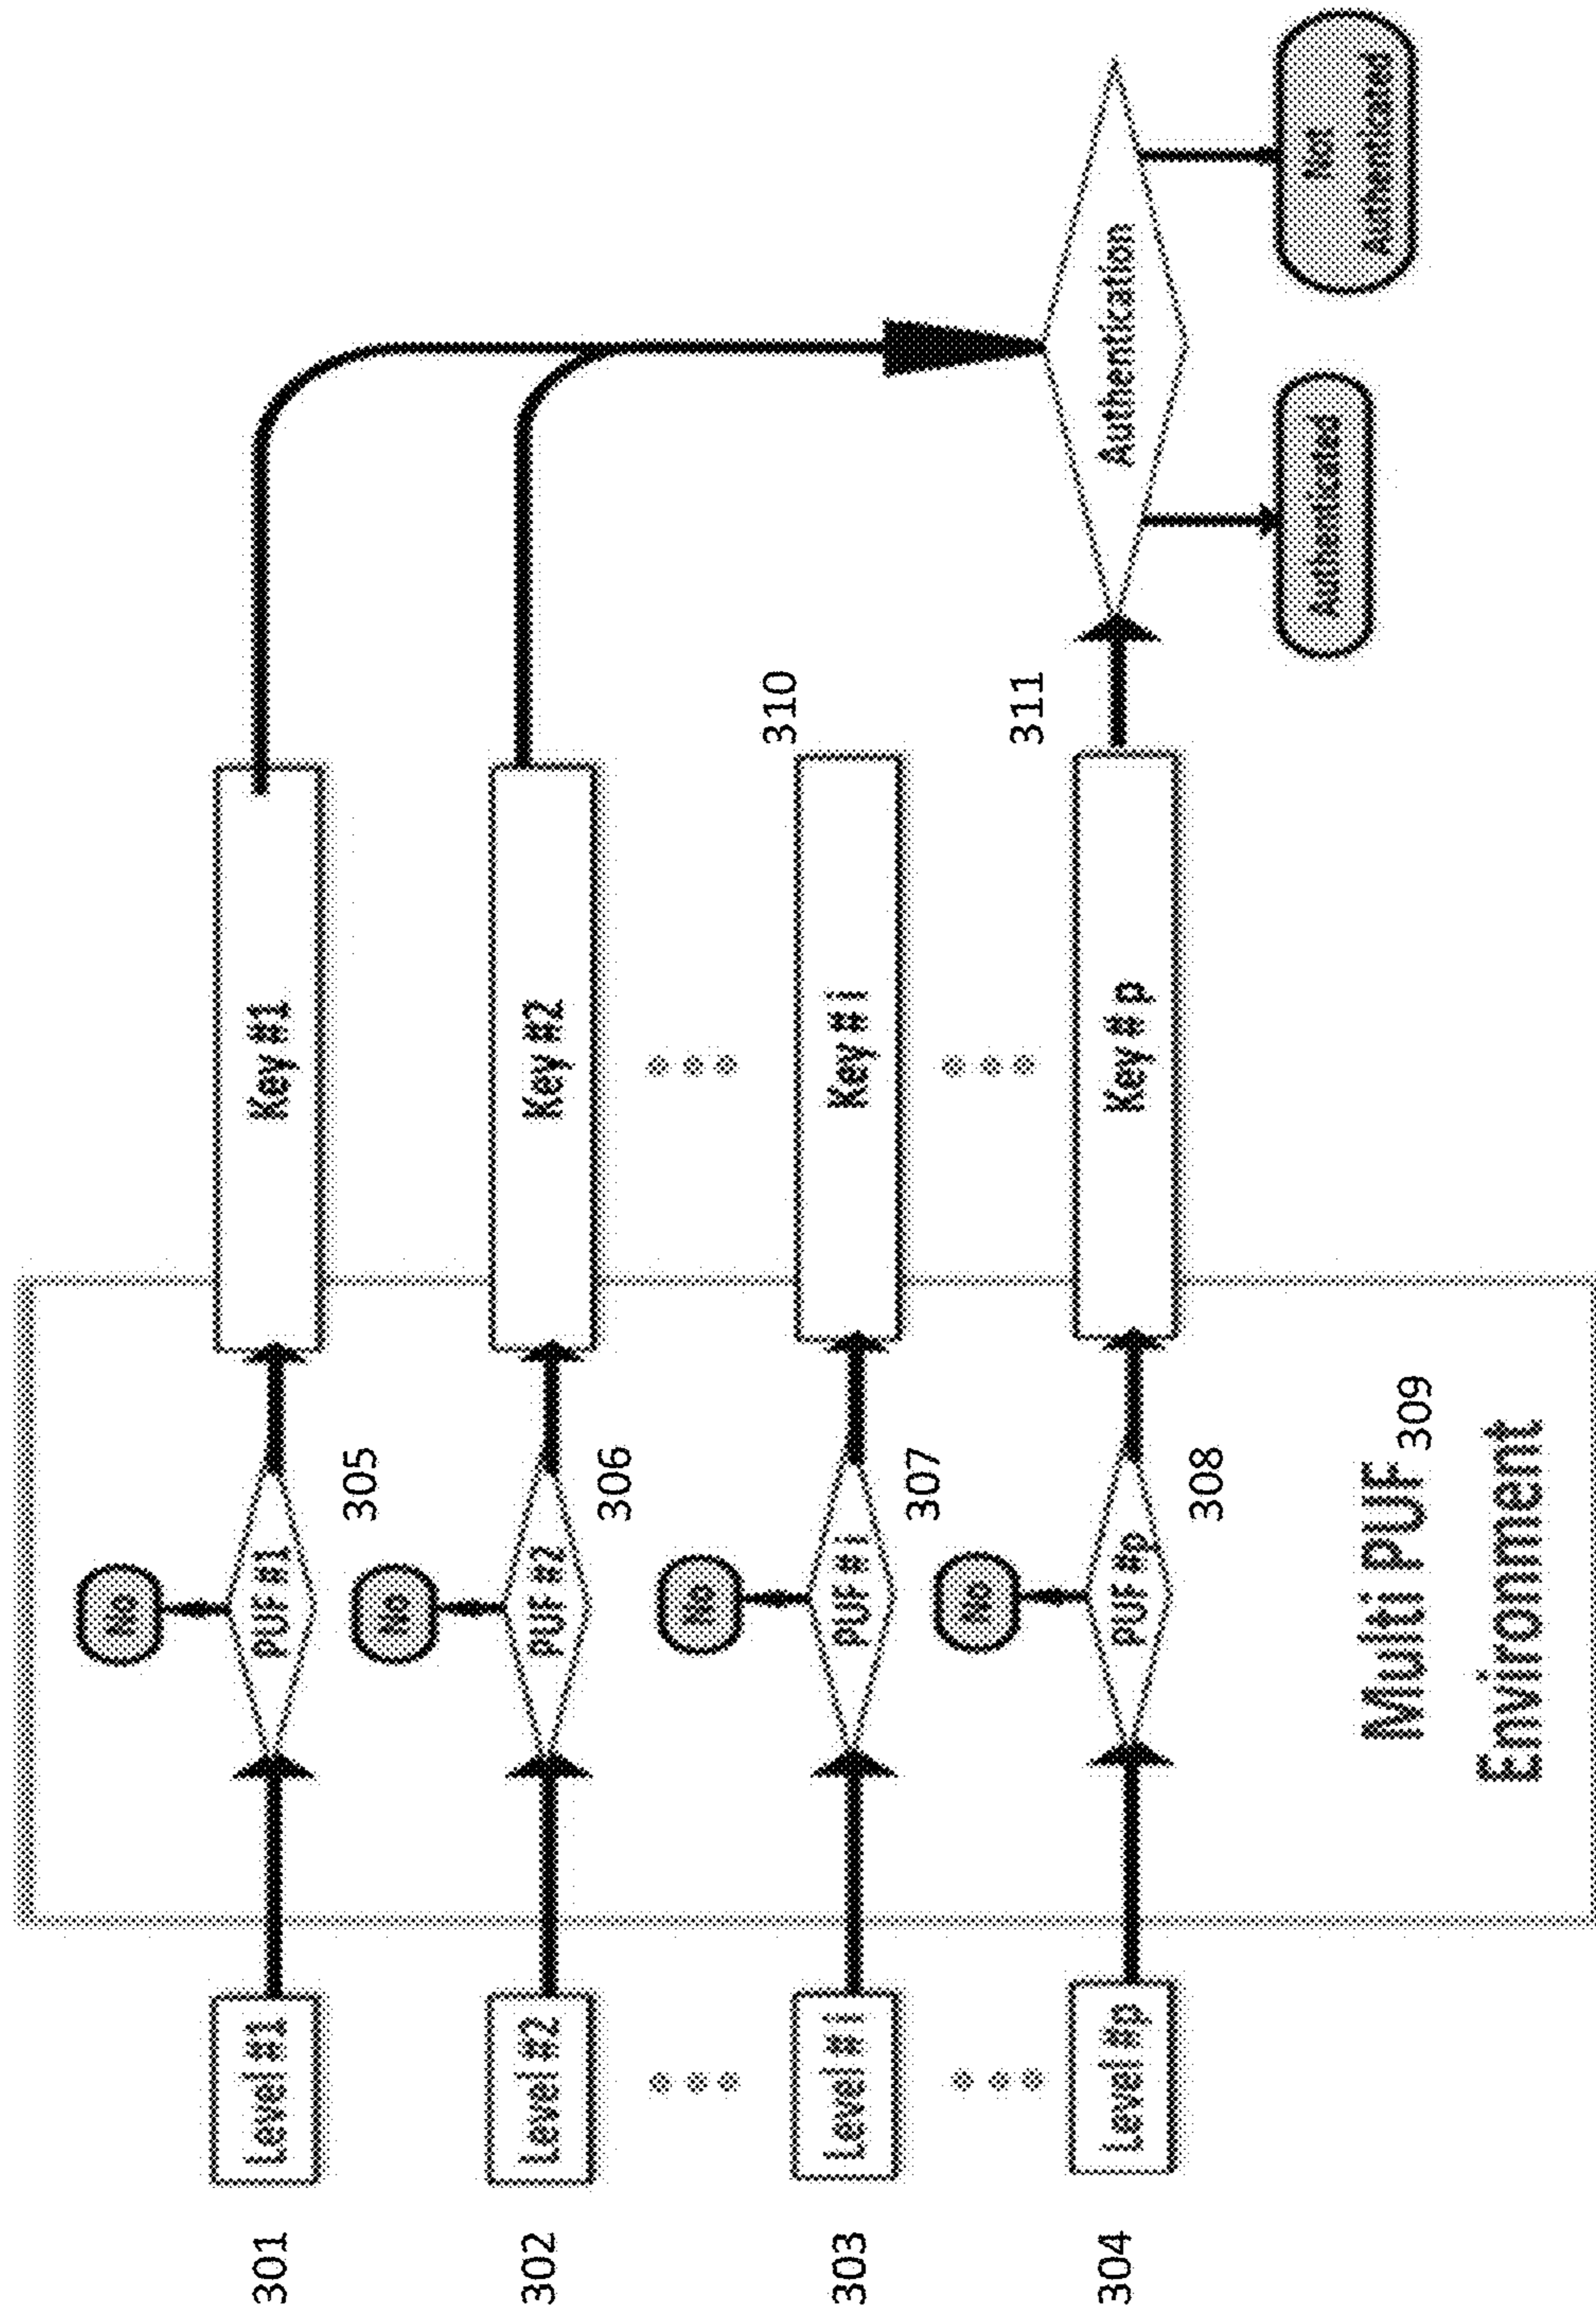 301
Level #1
No
PUF #1
305
Key #1
302
Level #2
No
PUF #2
306
Key #2
303
Level # i
No
PUF # i
307
Key # i
310
304
Level #p
No
PUF #p
308
Key # p
311
Authentication
Authenticated
Not
Authenticated
Multi PUF 309
Environment